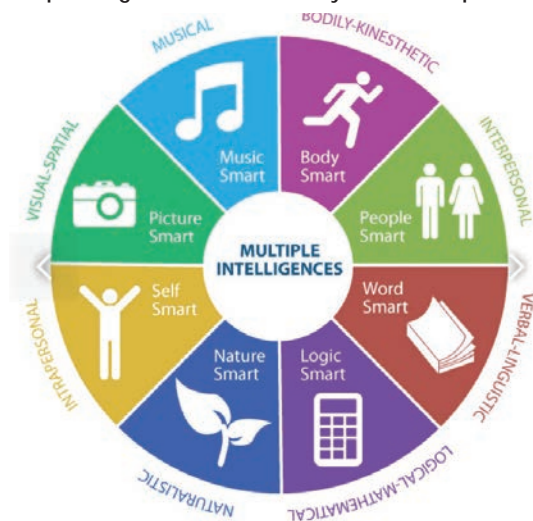 MUSICAL
BODILY-KINESTHETIC
VISUAL-SPATIAL
INTERPERSONAL
Music
Smart
Body
Smart
Picture
Smart
People
Smart
MULTIPLE
INTELLIGENCES
Self
Smart
Word
Smart
Nature
Smart
Logic
Smart
INTRAPERSONAL
VERBAL-LINGUISTIC
NATURALISTIC
LOGICAL-MATHEMATICAL